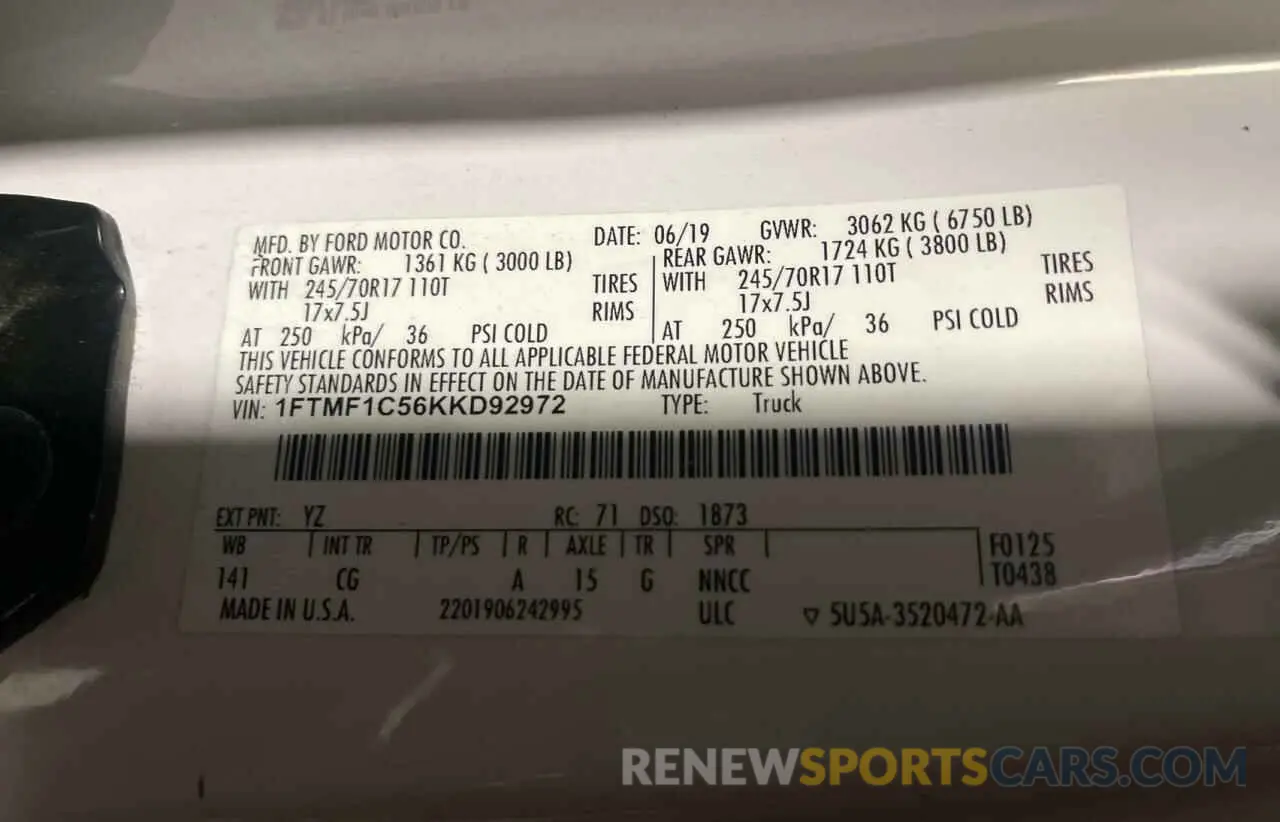 MFD. BY FORD MOTOR CO. DATE: 06/19 GVWR: 3062 KG ( 6750 LB)
FRONT GAWR: 1361 KG ( 3000 LB) REAR GAWR: 1724 KG ( 3800 LB)
WITH 245/70R17 110T TIRES WITH 245/70R17 110T TIRES
17x7.5J RIMS 17x7.5J RIMS
AT 250 kPa/ 36 PSI COLD AT 250 kPa/ 36 PSI COLD
THIS VEHICLE CONFORMS TO ALL APPLICABLE FEDERAL MOTOR VEHICLE
SAFETY STANDARDS IN EFFECT ON THE DATE OF MANUFACTURE SHOWN ABOVE.
VIN: 1FTMF1C56KKD92972 TYPE: Truck
EXT PNT: YZ RC: 71 DSO: 1873
WB INT TR TP/PS R AXLE TR SPR F0125
141 CG A 15 G NNCC T0438
MADE IN U.S.A. 2201906242995 ULC ▽ 5U5A-3520472-AA
RENEWSPORTSCARS.COM